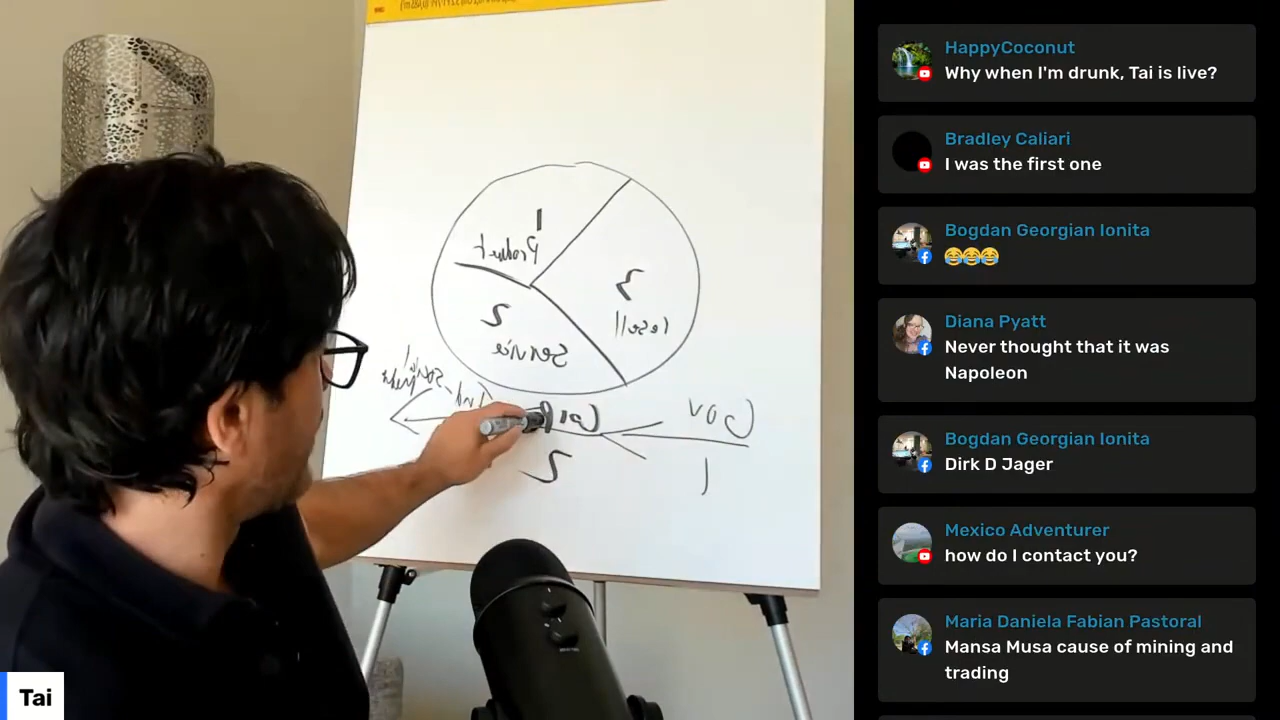 HappyCoconut
Why when I'm drunk, Tai is live?
Bradley Caliari
I was the first one
Bogdan Georgian Ionita
😂😂😂
Diana Pyatt
Never thought that it was
Napoleon
Bogdan Georgian Ionita
Dirk D Jager
Mexico Adventurer
how do I contact you?
Maria Daniela Fabian Pastoral
Mansa Musa cause of mining and
trading
1
Product
3
resell
2
Service
Gov
Corp
Ind
1
2
Tai